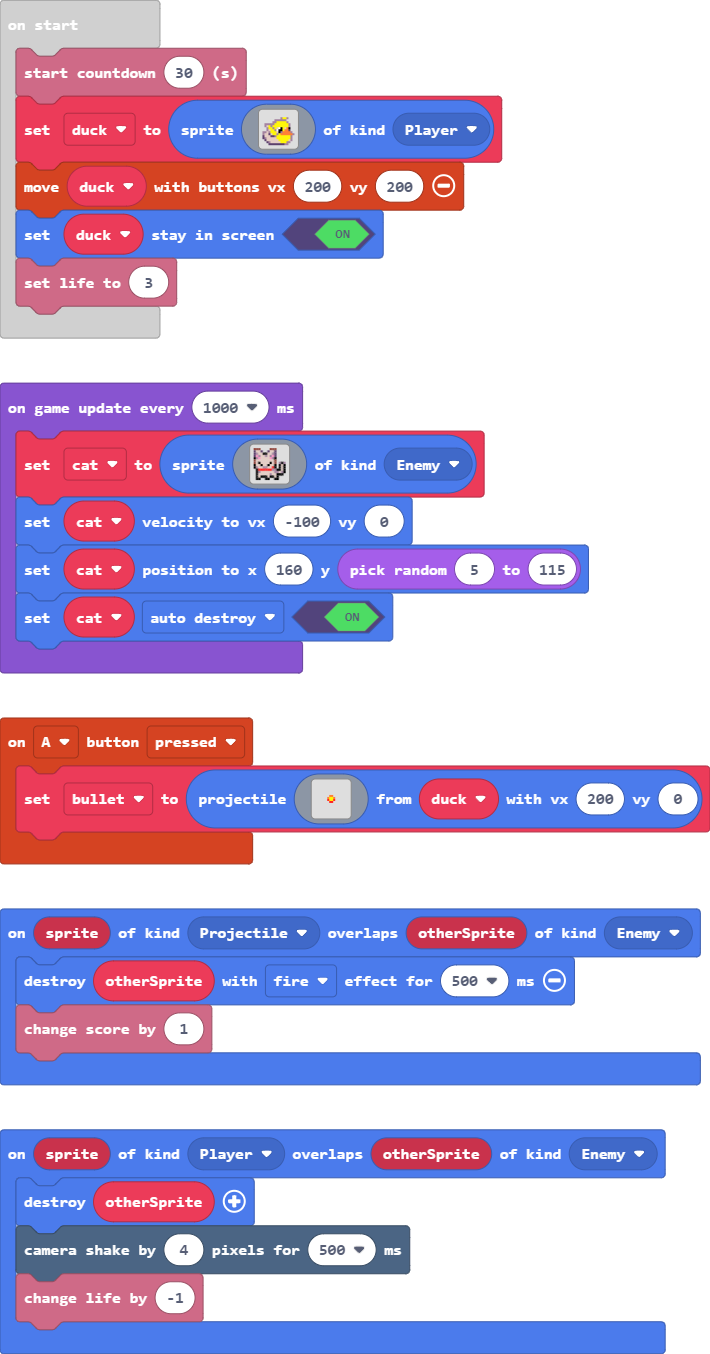 on start
start countdown 30 (s)
set duck to sprite of kind Player
move duck with buttons vx 200 vy 200
set duck stay in screen ON
set life to 3
on game update every 1000 ms
set cat to sprite of kind Enemy
set cat velocity to vx -100 vy 0
set cat position to x 160 y pick random 5 to 115
set cat auto destroy ON
on A button pressed
set bullet to projectile from duck with vx 200 vy 0
on sprite of kind Projectile overlaps otherSprite of kind Enemy
destroy otherSprite with fire effect for 500 ms
change score by 1
on sprite of kind Player overlaps otherSprite of kind Enemy
destroy otherSprite
camera shake by 4 pixels for 500 ms
change life by -1